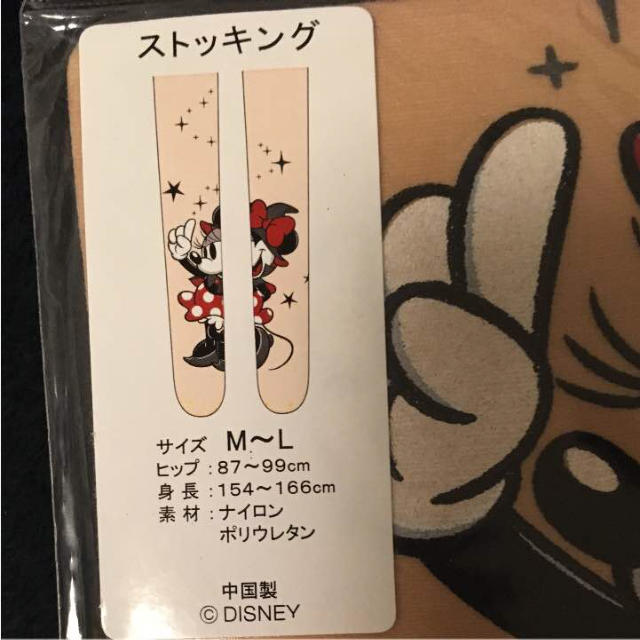 ストッキング
サイズ M〜L
ヒップ:87〜99cm
身長:154〜166cm
素材:ナイロン
ポリウレタン
中国製
© DISNEY